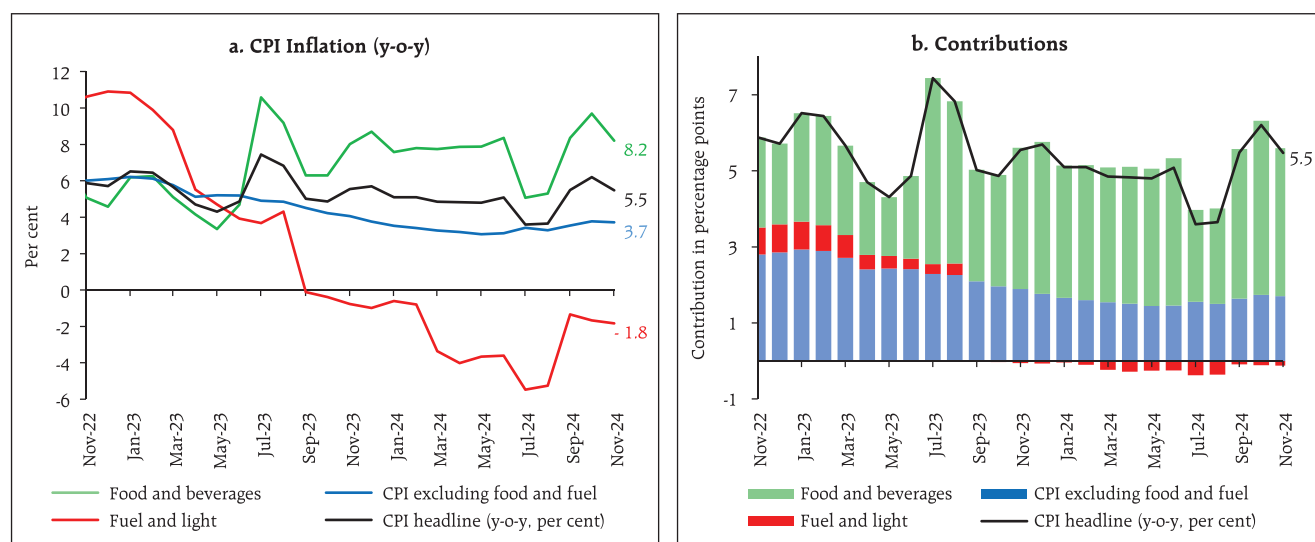 a. CPI Inflation (y-o-y)
Per cent
12
10
8
6
4
2
0
-2
-4
-6
8.2
5.5
3.7
- 1.8
Nov-22
Jan-23
Mar-23
May-23
Jul-23
Sep-23
Nov-23
Jan-24
Mar-24
May-24
Jul-24
Sep-24
Nov-24
Food and beverages
CPI excluding food and fuel
Fuel and light
CPI headline (y-o-y, per cent)
b. Contributions
Contribution in percentage points
7
5
3
1
-1
5.5
Nov-22
Jan-23
Mar-23
May-23
Jul-23
Sep-23
Nov-23
Jan-24
Mar-24
May-24
Jul-24
Sep-24
Nov-24
Food and beverages
CPI excluding food and fuel
Fuel and light
CPI headline (y-o-y, per cent)